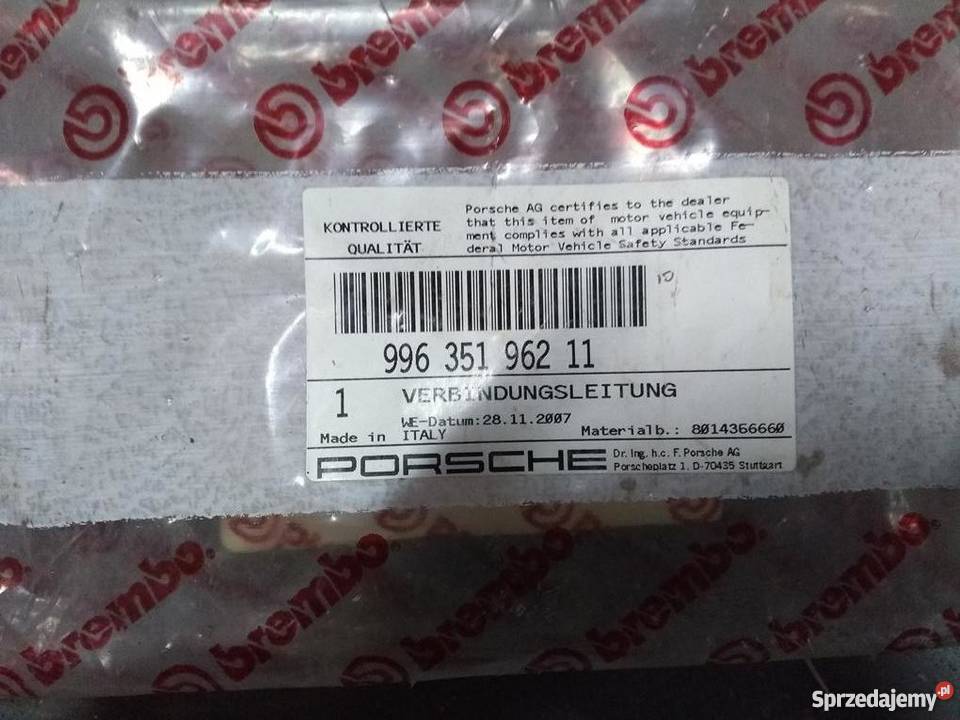 brembo
brembo
brembo
brembo
brembo
KONTROLLIERTE
QUALITÄT
Porsche AG certifies to the dealer
that this item of motor vehicle equip-
ment complies with all applicable Fe-
deral Motor Vehicle Safety Standards
10
996 351 962 11
1
VERBINDUNGSLEITUNG
WE-Datum:28.11.2007
Made in ITALY
Materialb.: 8014366660
PORSCHE
Dr. Ing. h.c. F. Porsche AG
Porscheplatz 1, D-70435 Stuttgart
brembo
brembo
brembo
brembo
brembo
Sprzedajemy.pl